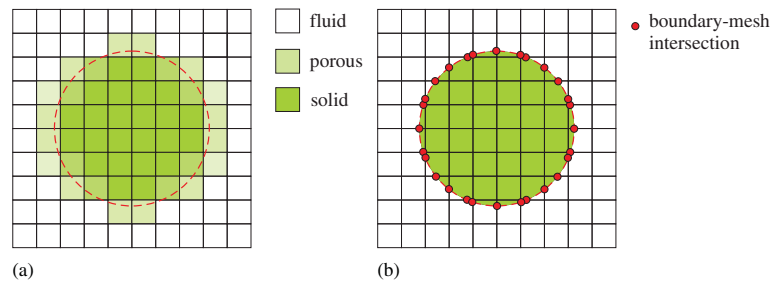 fluid
porous
solid
boundary-mesh
intersection
(a)
(b)